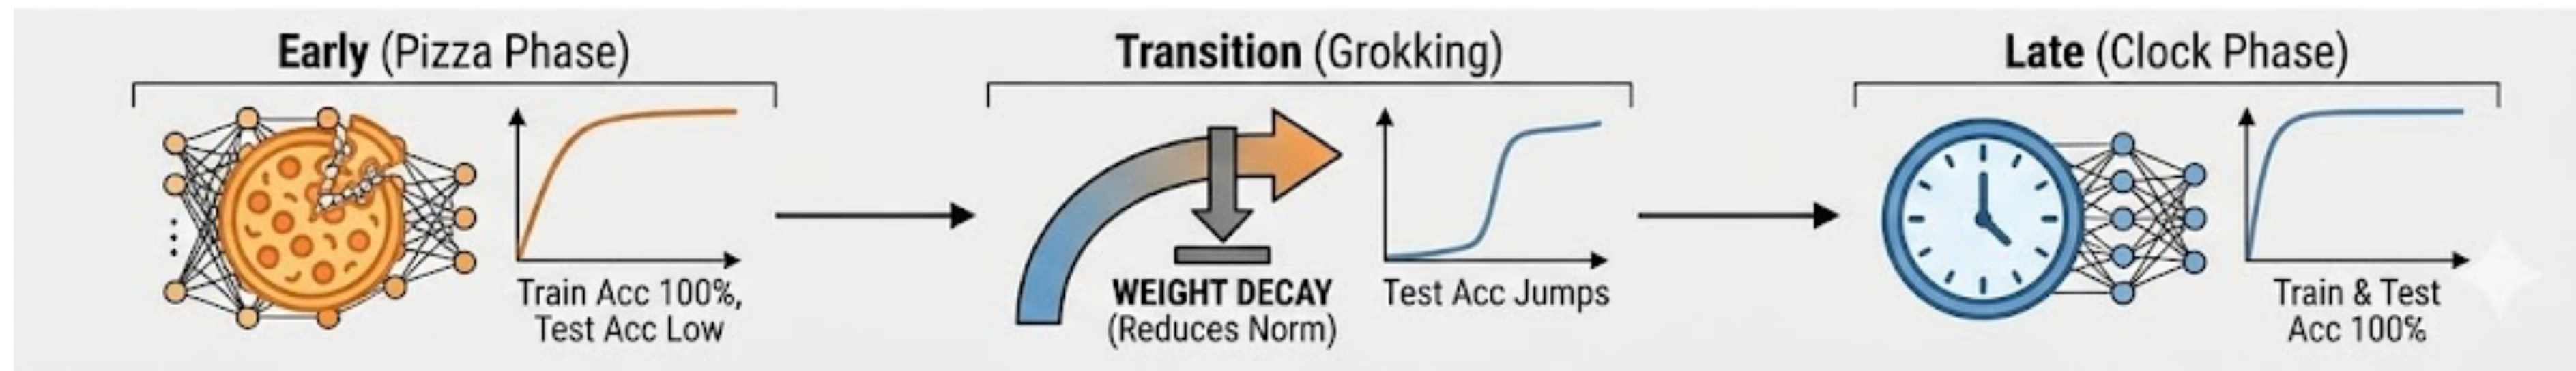 Early (Pizza Phase)
Train Acc 100%,
Test Acc Low
Transition (Grokking)
WEIGHT DECAY
(Reduces Norm)
Test Acc Jumps
Late (Clock Phase)
Train & Test
Acc 100%